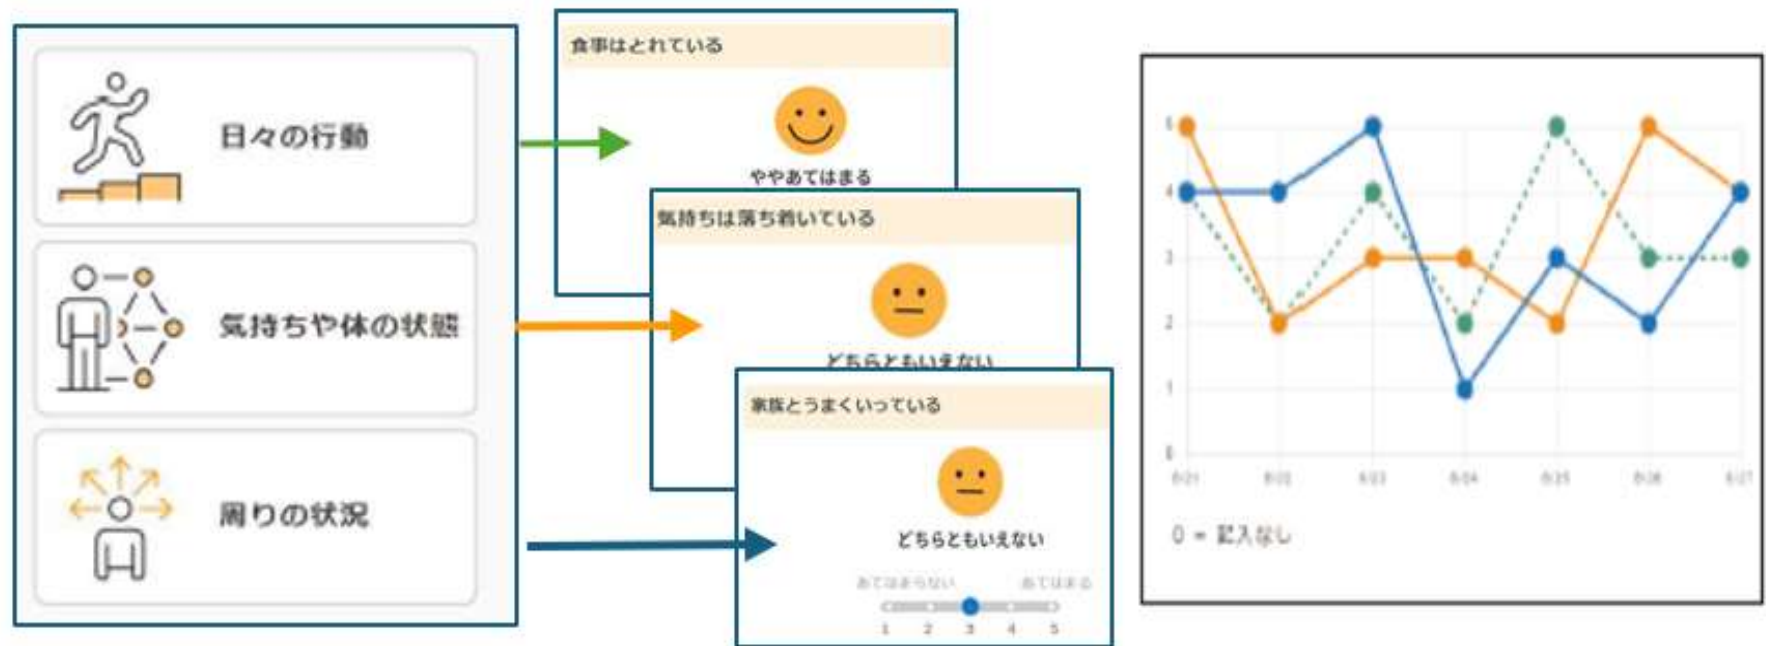 日々の行動
気持ちや体の状態
周りの状況
食事はとれている
ややあてはまる
気持ちは落ち着いている
どちらともいえない
家族とうまくいっている
どちらともいえない
あてはまらない あてはまる
1 2 3 4 5
5
4
3
2
1
0
0 = 記入なし